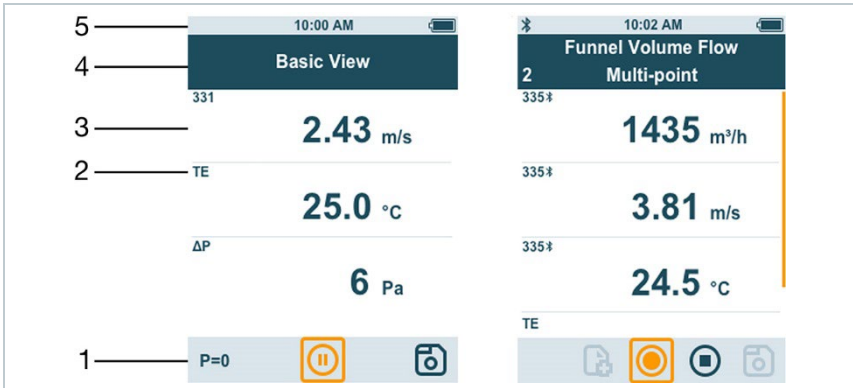 5
10:00 AM
4
Basic View
331
3
2.43 m/s
2
TE
25.0 °C
ΔP
6 Pa
1
P=0
10:02 AM
Funnel Volume Flow
2 Multi-point
335
1435 m³/h
335
3.81 m/s
335
24.5 °C
TE